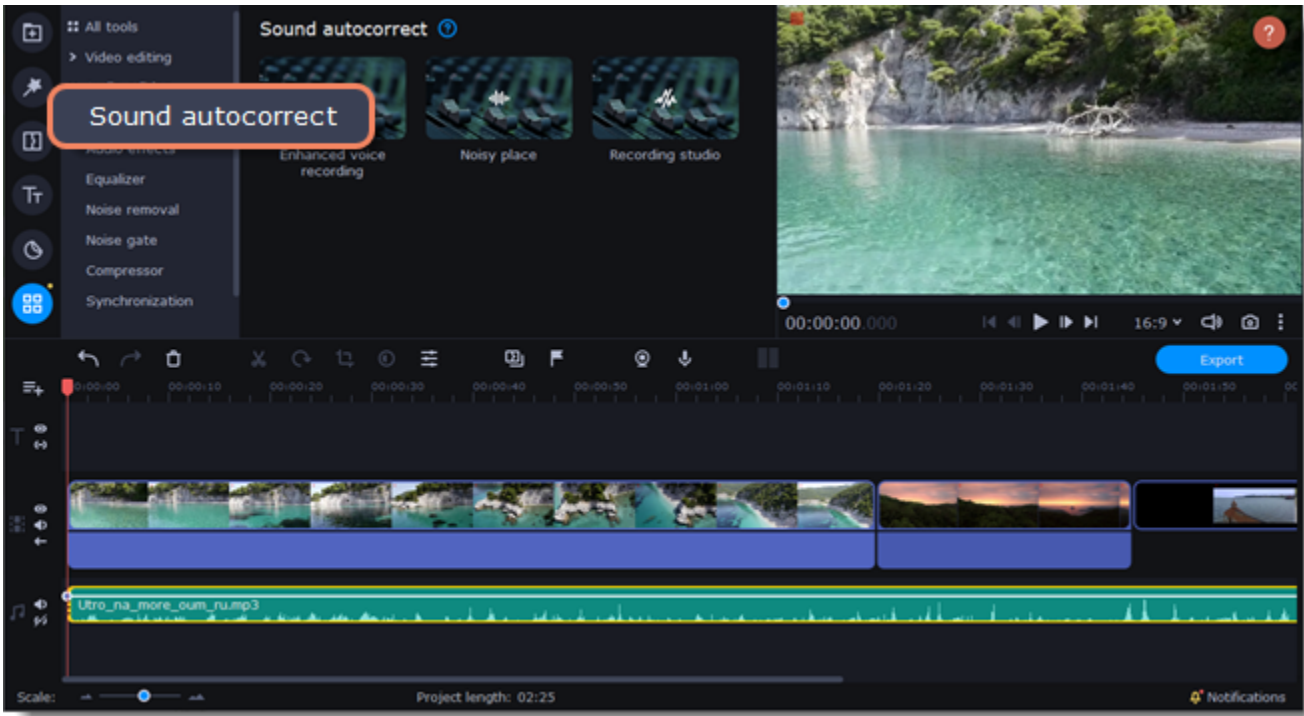 All tools
Video editing
Sound autocorrect
Audio effects
Equalizer
Noise removal
Noise gate
Compressor
Synchronization
Sound autocorrect ?
Enhanced voice
recording
Noisy place
Recording studio
?
00:00:00.000
16:9
Export
0:00:00 00:00:10 00:00:20 00:00:30 00:00:40 00:00:50 00:01:00 00:01:10 00:01:20 00:01:30 00:01:40 00:01:50 00
Utro_na_more_oum_ru.mp3
Scale:
Project length: 02:25
Notifications